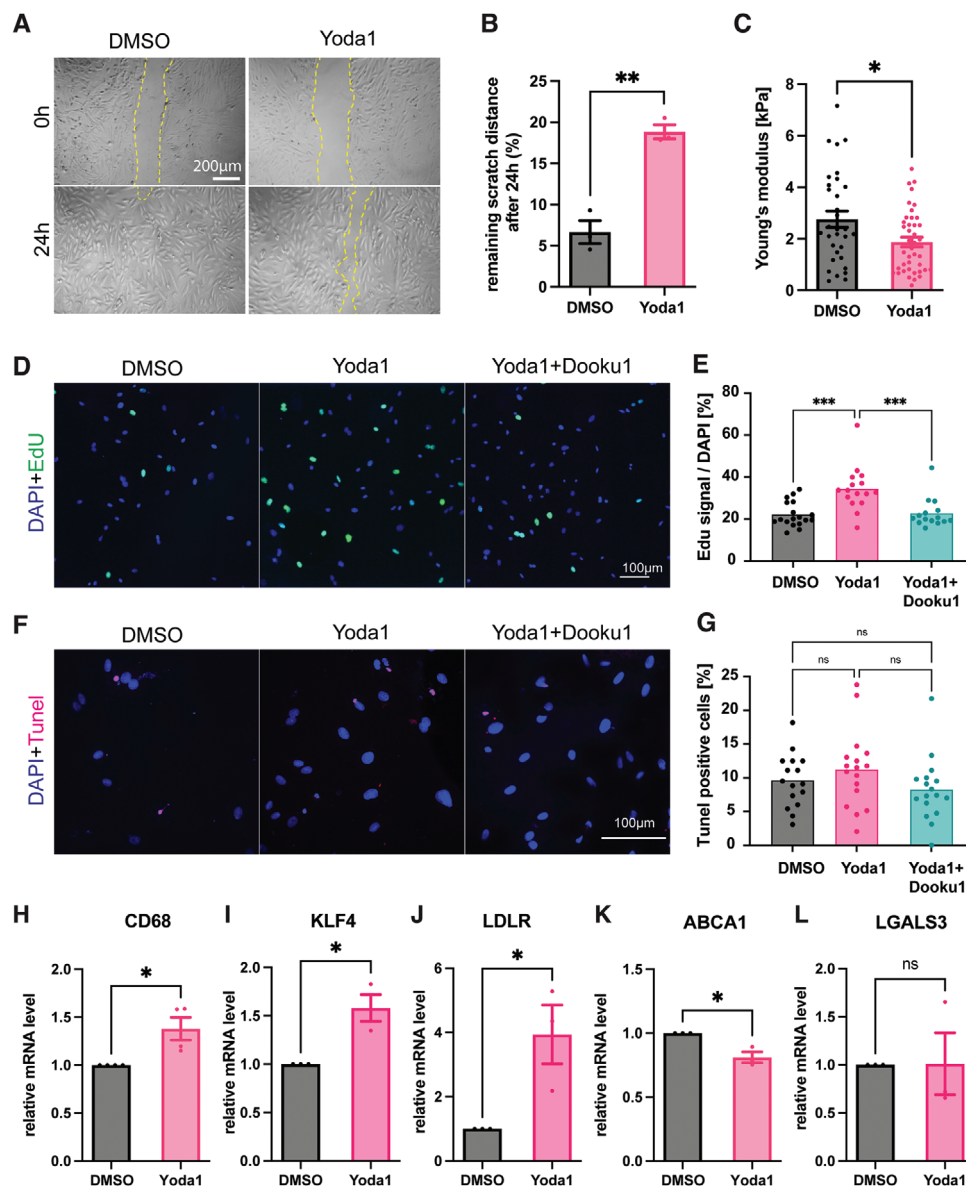 A
DMSO
Yoda1
0h
200µm
24h
B
remaining scratch distance
after 24h (%)
25
20
15
10
5
0
**
DMSO
Yoda1
C
Young's modulus [kPa]
8
6
4
2
0
*
DMSO
Yoda1
D
DMSO
Yoda1
Yoda1+Dooku1
DAPI+EdU
100µm
E
Edu signal / DAPI [%]
80
60
40
20
0
***
***
DMSO
Yoda1
Yoda1+
Dooku1
F
DMSO
Yoda1
Yoda1+Dooku1
DAPI+Tunel
100µm
G
Tunel positive cells [%]
25
20
15
10
5
0
ns
ns
ns
DMSO
Yoda1
Yoda1+
Dooku1
H
CD68
relative mRNA level
2.0
1.5
1.0
0.5
0.0
*
DMSO
Yoda1
I
KLF4
relative mRNA level
2.0
1.5
1.0
0.5
0.0
*
DMSO
Yoda1
J
LDLR
relative mRNA level
6
4
2
0
*
DMSO
Yoda1
K
ABCA1
relative mRNA level
1.5
1.0
0.5
0.0
*
DMSO
Yoda1
L
LGALS3
relative mRNA level
2.0
1.5
1.0
0.5
0.0
ns
DMSO
Yoda1